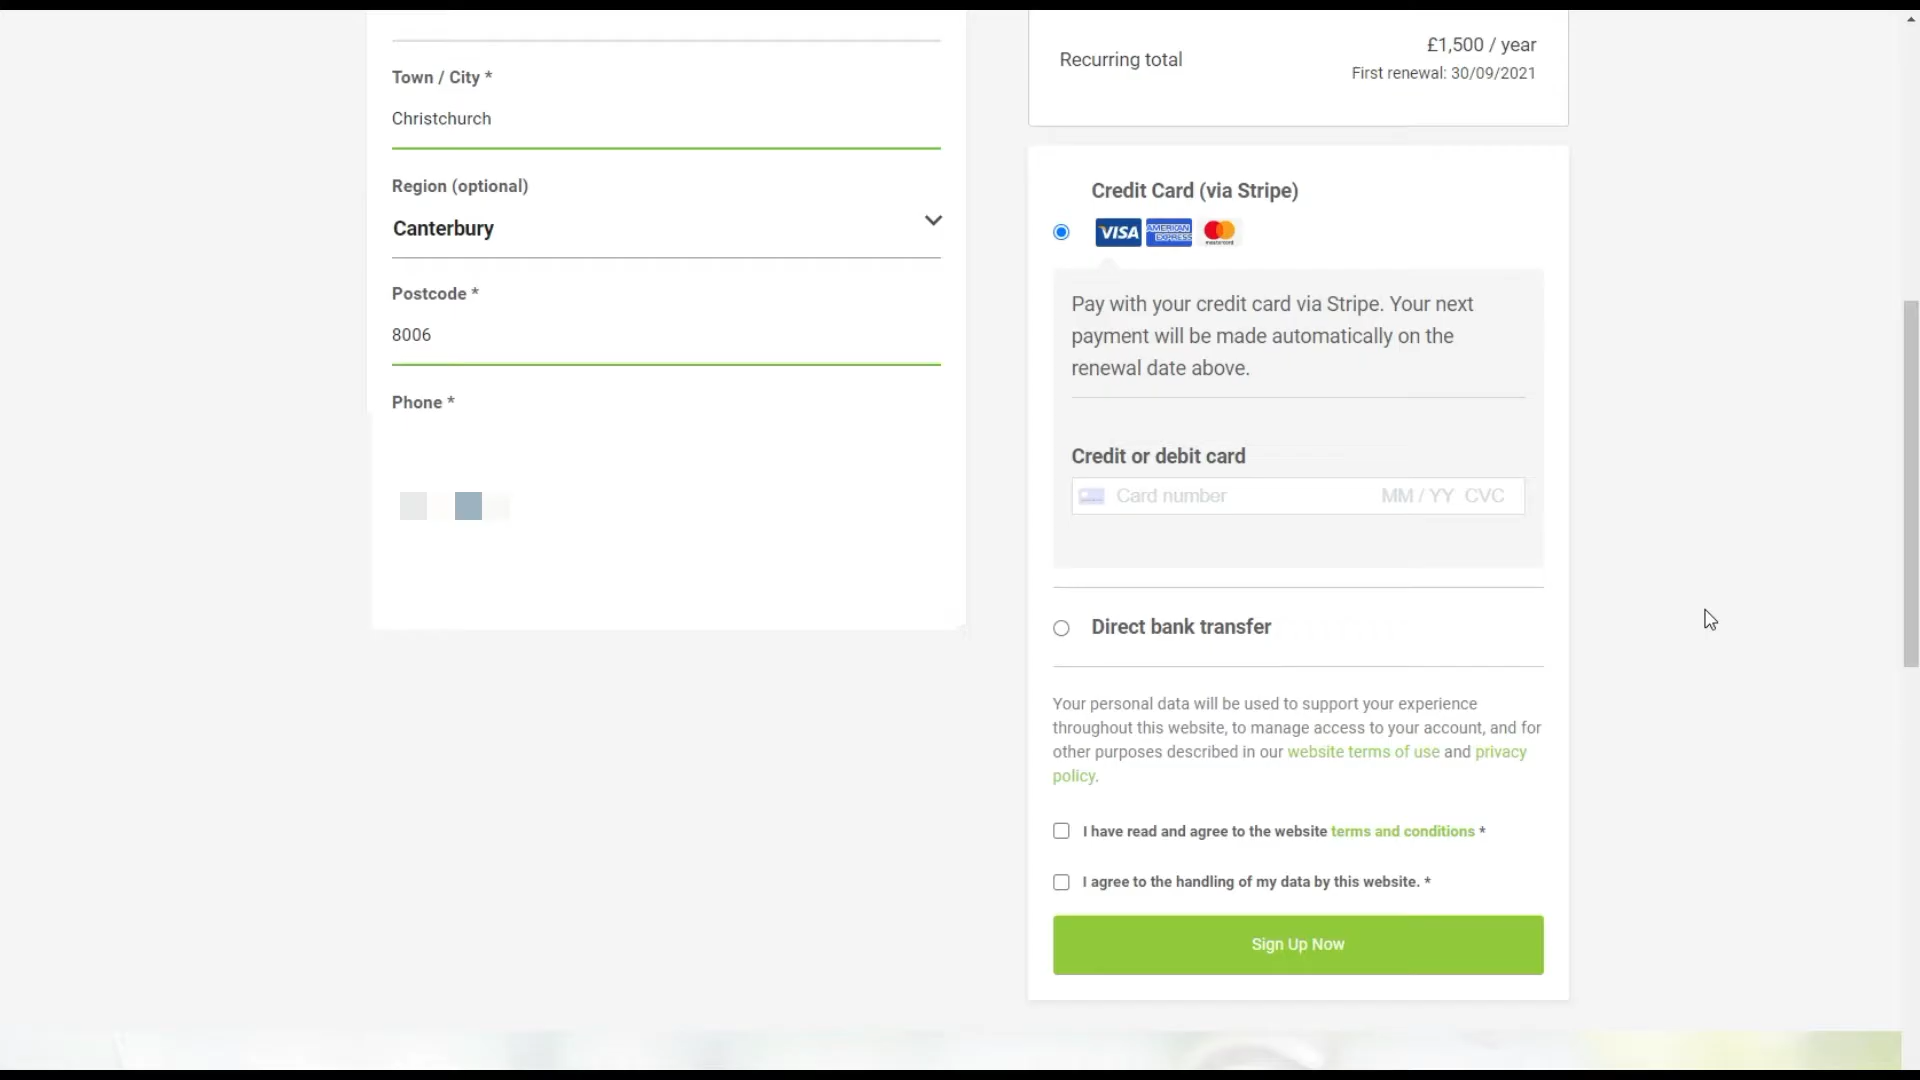 Town / City *
Christchurch
Region (optional)
Canterbury
Postcode *
8006
Phone *
Recurring total
£1,500 / year
First renewal: 30/09/2021
Credit Card (via Stripe)
VISA
AMERICAN
EXPRESS
mastercard
Pay with your credit card via Stripe. Your next
payment will be made automatically on the
renewal date above.
Credit or debit card
Card number MM / YY CVC
Direct bank transfer
Your personal data will be used to support your experience
throughout this website, to manage access to your account, and for
other purposes described in our website terms of use and privacy
policy.
I have read and agree to the website terms and conditions *
I agree to the handling of my data by this website. *
Sign Up Now